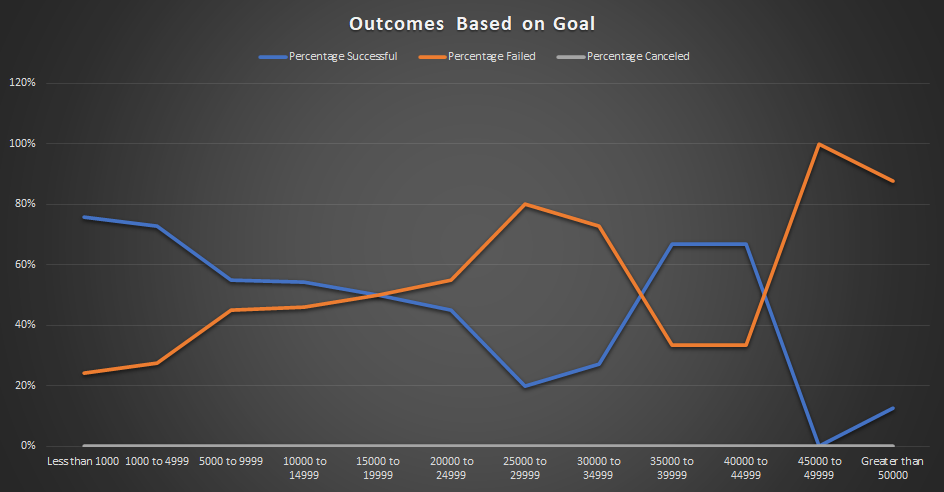 Outcomes Based on Goal
Percentage Successful Percentage Failed Percentage Canceled
120%
100%
80%
60%
40%
20%
0%
Less than 1000 1000 to 4999 5000 to 9999 10000 to 15000 to 20000 to 25000 to 30000 to 35000 to 40000 to 45000 to Greater than
14999 19999 24999 29999 34999 39999 44999 49999 50000